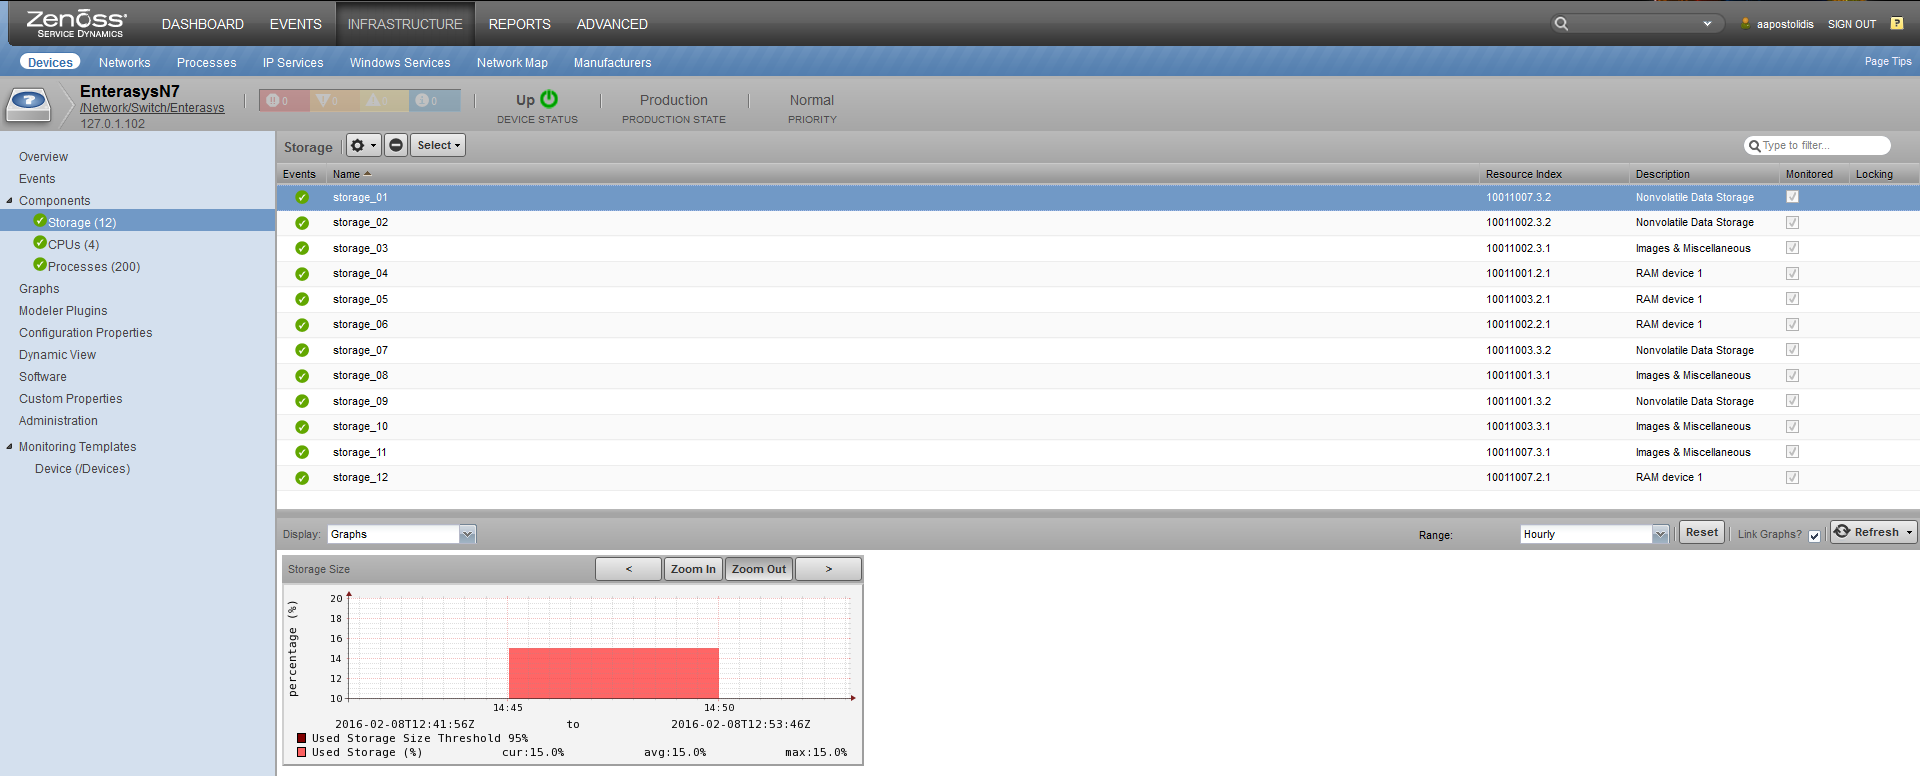 Zenoss
SERVICE DYNAMICS
DASHBOARD EVENTS INFRASTRUCTURE REPORTS ADVANCED
aapostolidis SIGN OUT ?
Devices Networks Processes IP Services Windows Services Network Map Manufacturers Page Tips
EnterasysN7
/Network/Switch/Enterasys
127.0.1.102
0 0 0 0
Up Production Normal
DEVICE STATUS PRODUCTION STATE PRIORITY
Overview
Events
Components
Storage (12)
CPUs (4)
Processes (200)
Graphs
Modeler Plugins
Configuration Properties
Dynamic View
Software
Custom Properties
Administration
Monitoring Templates
Device (/Devices)
Storage Select Type to filter...
Events Name Resource Index Description Monitored Locking
storage_01 10011007.3.2 Nonvolatile Data Storage
storage_02 10011002.3.2 Nonvolatile Data Storage
storage_03 10011002.3.1 Images & Miscellaneous
storage_04 10011001.2.1 RAM device 1
storage_05 10011003.2.1 RAM device 1
storage_06 10011002.2.1 RAM device 1
storage_07 10011003.3.2 Nonvolatile Data Storage
storage_08 10011001.3.1 Images & Miscellaneous
storage_09 10011001.3.2 Nonvolatile Data Storage
storage_10 10011003.3.1 Images & Miscellaneous
storage_11 10011007.3.1 Images & Miscellaneous
storage_12 10011007.2.1 RAM device 1
Display: Graphs Range: Hourly Reset Link Graphs? Refresh
Storage Size < Zoom In Zoom Out >
percentage (%)
20
18
16
14
12
10
14:45 14:50
2016-02-08T12:41:56Z to 2016-02-08T12:53:46Z
Used Storage Size Threshold 95%
Used Storage (%) cur:15.0% avg:15.0% max:15.0%